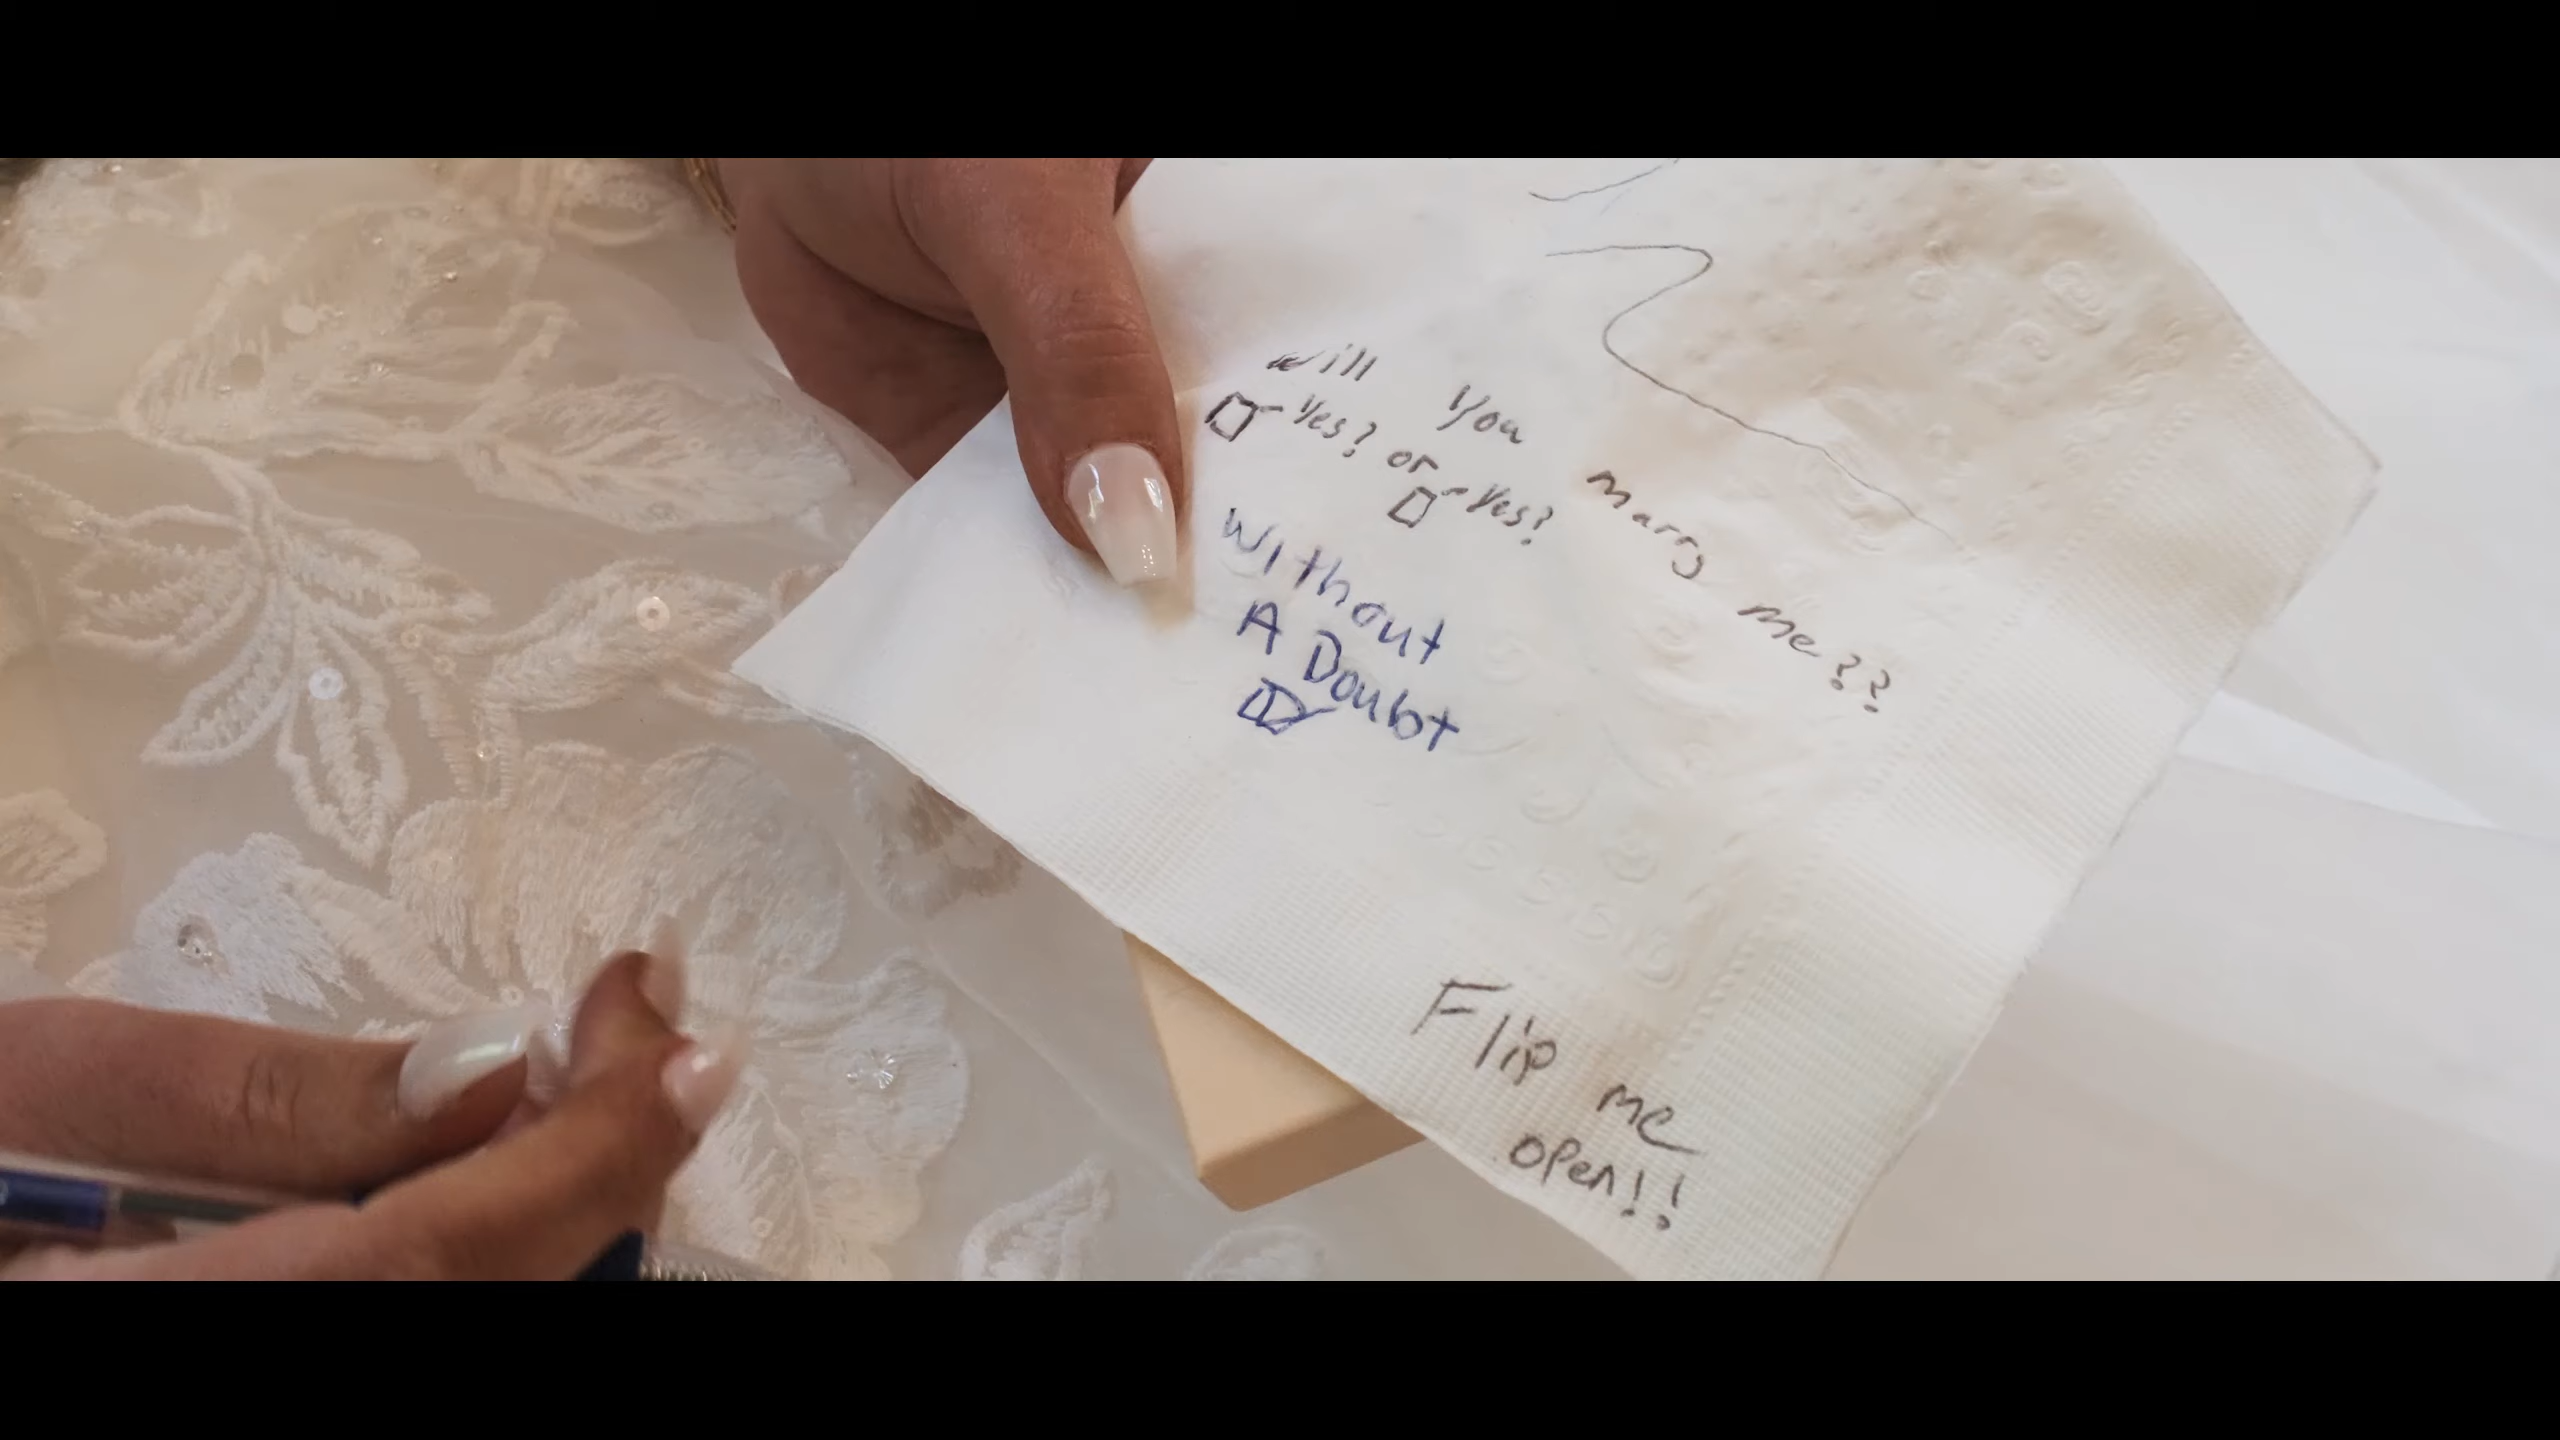 will you marry me??
☐ Yes? or ☐ Yes?
Without
A Doubt
☑
Flip me
open!!